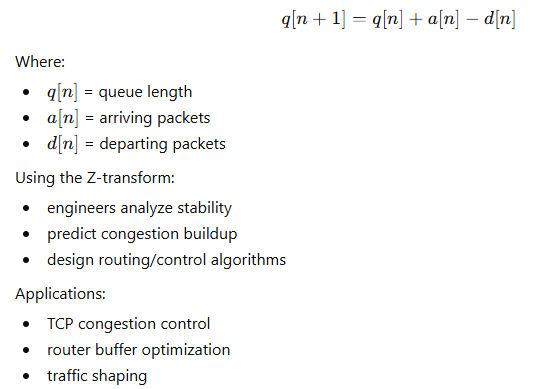 q[n + 1] = q[n] + a[n] − d[n]
Where:
• q[n] = queue length
• a[n] = arriving packets
• d[n] = departing packets
Using the Z-transform:
• engineers analyze stability
• predict congestion buildup
• design routing/control algorithms
Applications:
• TCP congestion control
• router buffer optimization
• traffic shaping